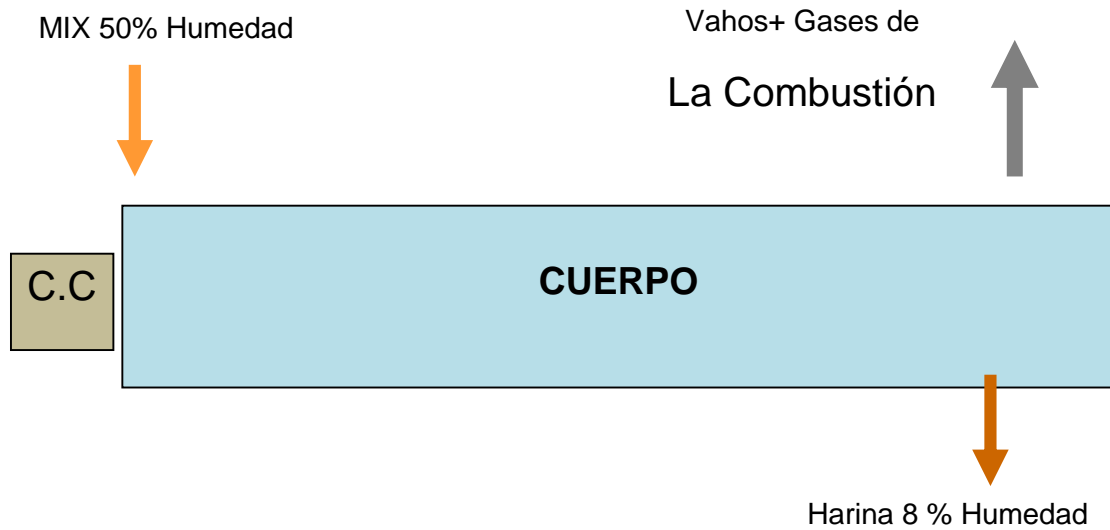 MIX 50% Humedad
Vahos+ Gases de
La Combustión
C.C
CUERPO
Harina 8 % Humedad